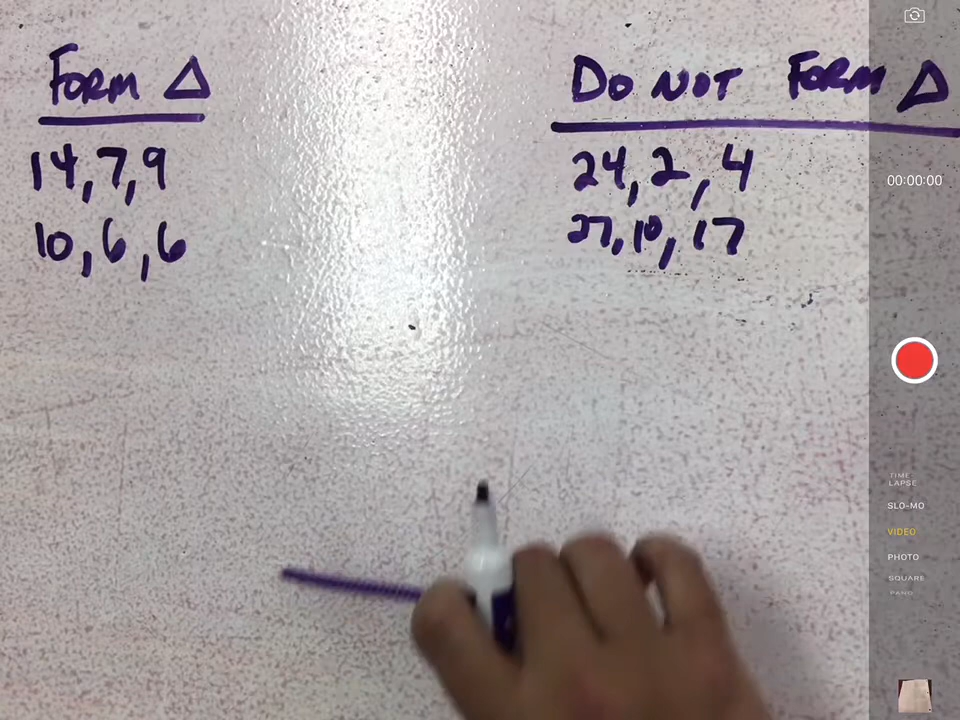 Form Δ
14, 7, 9
10, 6, 6
Do Not Form Δ
24, 2, 4
27, 10, 17
00:00:00
TIME LAPSE
SLO-MO
VIDEO
PHOTO
SQUARE
PANO